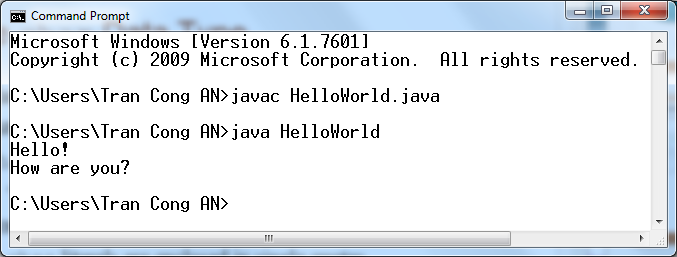 Command Prompt
Microsoft Windows [Version 6.1.7601]
Copyright (c) 2009 Microsoft Corporation.  All rights reserved.
C:\Users\Tran Cong AN>javac HelloWorld.java
C:\Users\Tran Cong AN>java HelloWorld
Hello!
How are you?
C:\Users\Tran Cong AN>